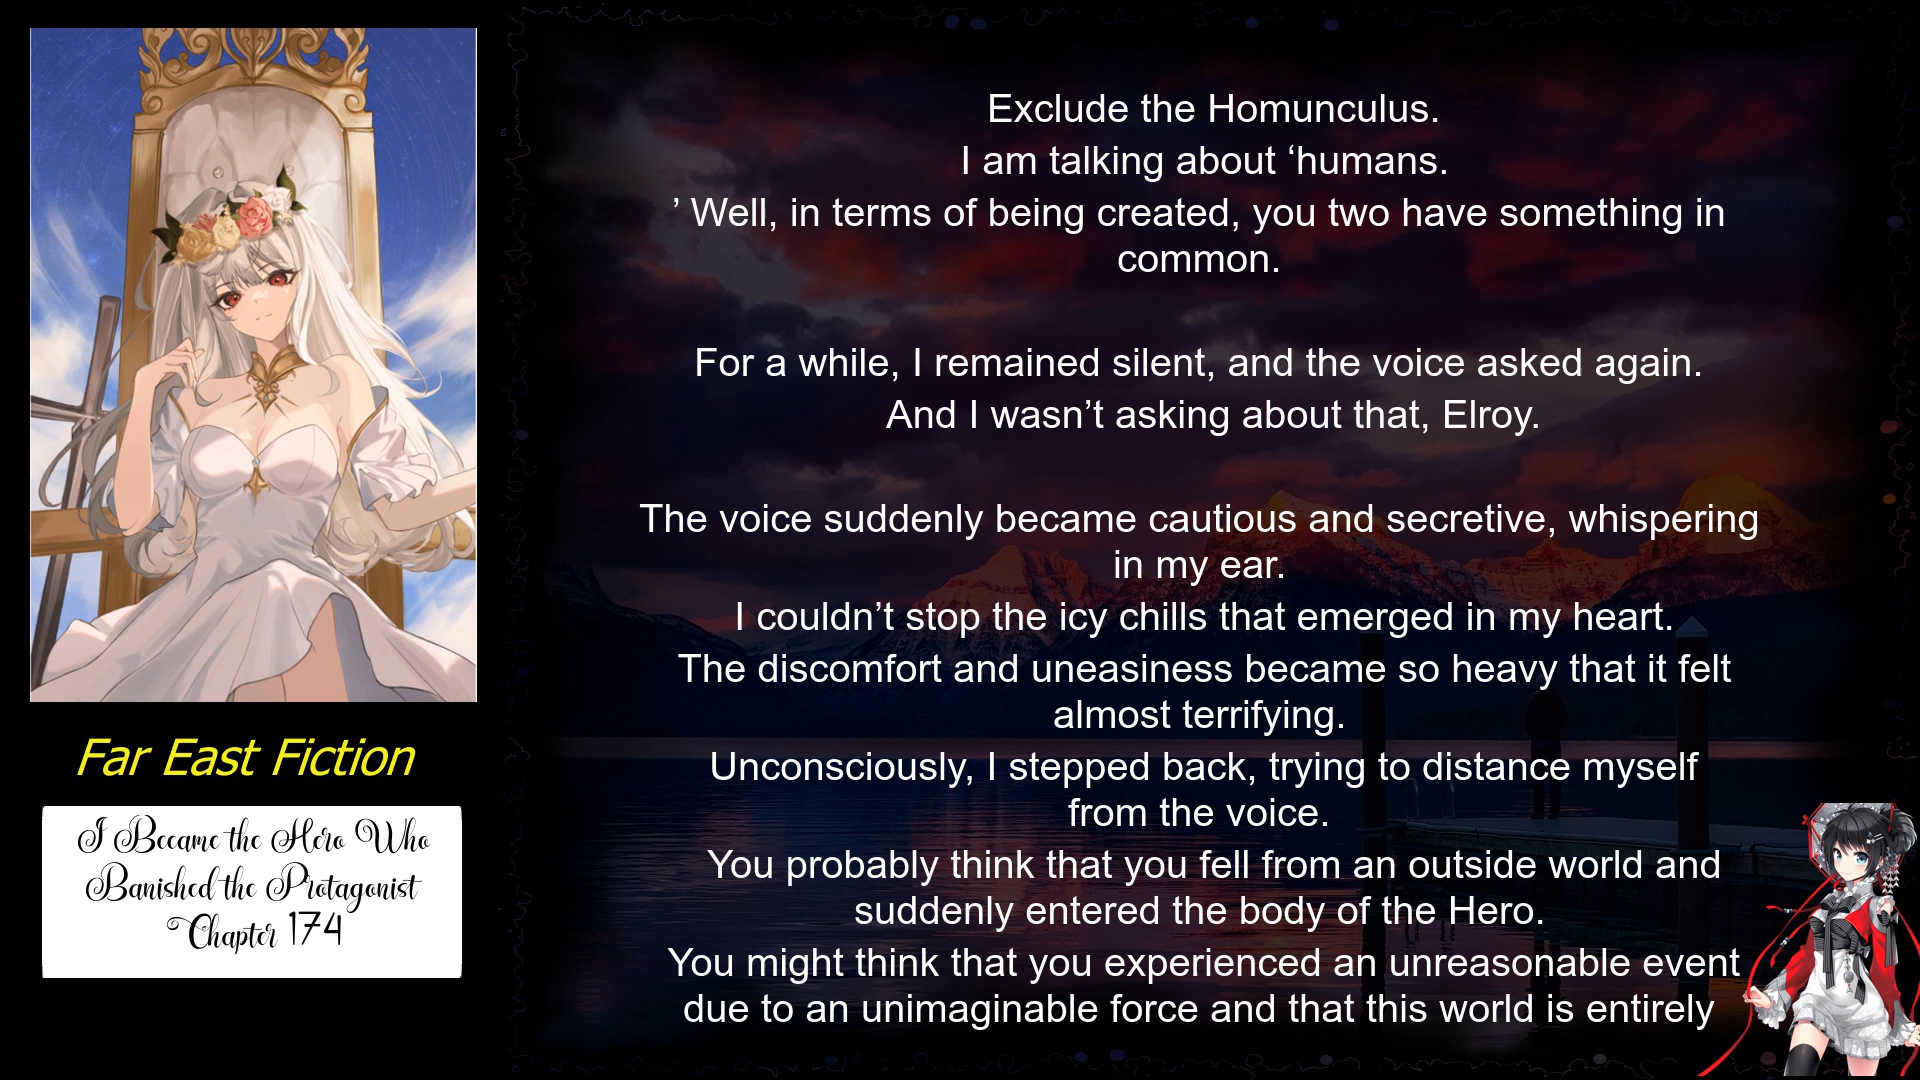 Far East Fiction
I Became the Hero Who
Banished the Protagonist
Chapter 174
Exclude the Homunculus.
I am talking about ‘humans.
’ Well, in terms of being created, you two have something in
common.
For a while, I remained silent, and the voice asked again.
And I wasn’t asking about that, Elroy.
The voice suddenly became cautious and secretive, whispering
in my ear.
I couldn’t stop the icy chills that emerged in my heart.
The discomfort and uneasiness became so heavy that it felt
almost terrifying.
Unconsciously, I stepped back, trying to distance myself
from the voice.
You probably think that you fell from an outside world and
suddenly entered the body of the Hero.
You might think that you experienced an unreasonable event
due to an unimaginable force and that this world is entirely